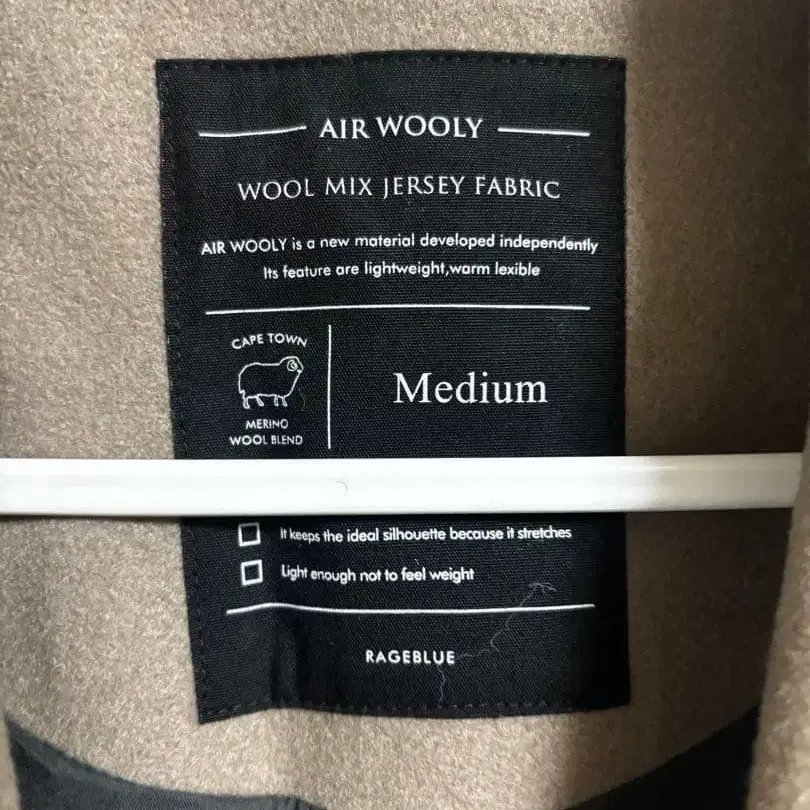 AIR WOOLY
WOOL MIX JERSEY FABRIC
AIR WOOLY is a new material developed independently
Its feature are lightweight,warm lexible
CAPE TOWN
MERINO
WOOL BLEND
Medium
It keeps the ideal silhouette because it stretches
Light enough not to feel weight
RAGEBLUE